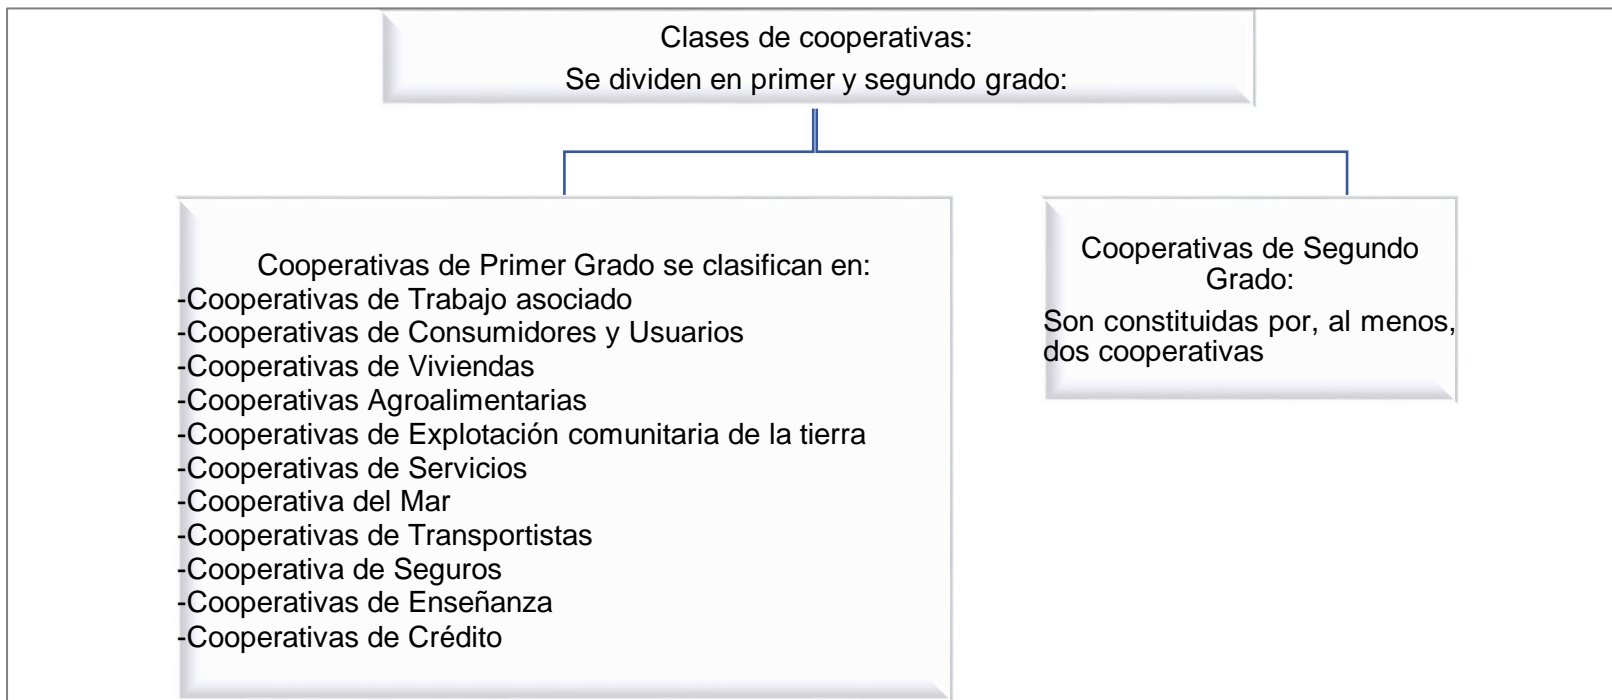 Clases de cooperativas:
Se dividen en primer y segundo grado:
Cooperativas de Primer Grado se clasifican en:
-Cooperativas de Trabajo asociado
-Cooperativas de Consumidores y Usuarios
-Cooperativas de Viviendas
-Cooperativas Agroalimentarias
-Cooperativas de Explotación comunitaria de la tierra
-Cooperativas de Servicios
-Cooperativa del Mar
-Cooperativas de Transportistas
-Cooperativa de Seguros
-Cooperativas de Enseñanza
-Cooperativas de Crédito
Cooperativas de Segundo
Grado:
Son constituidas por, al menos,
dos cooperativas